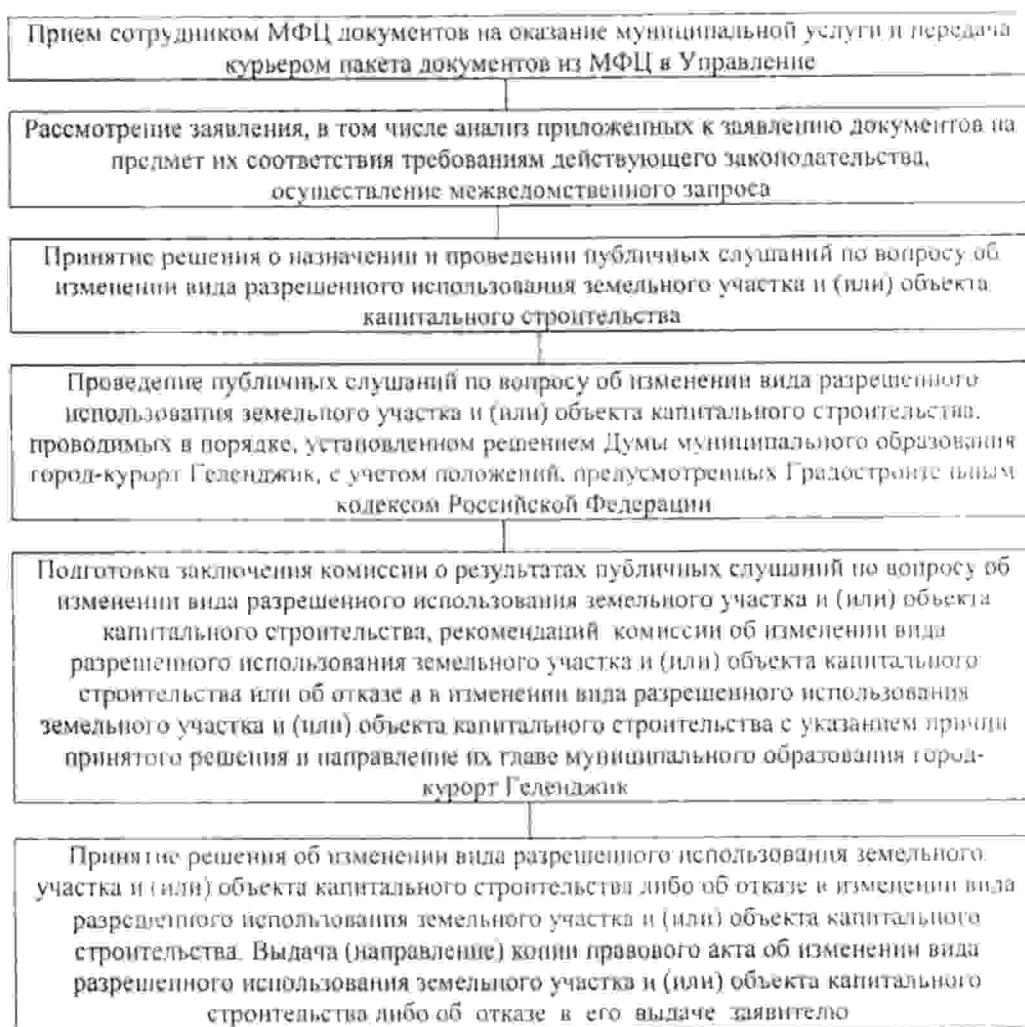 Прием сотрудником МФЦ документов на оказание муниципальной услуги и передача
курьером пакета документов из МФЦ в Управление
Рассмотрение заявления, в том числе анализ приложенных к заявлению документов на
предмет их соответствия требованиям действующего законодательства,
осуществление межведомственного запроса
Принятие решения о назначении и проведении публичных слушаний по вопросу об
изменении вида разрешенного использования земельного участка и (или) объекта
капитального строительства
Проведение публичных слушаний по вопросу об изменении вида разрешенного
использования земельного участка и (или) объекта капитального строительства,
проводимых в порядке, установленном решением Думы муниципального образования
город-курорт Геленджик, с учетом положений, предусмотренных Градостроительным
кодексом Российской Федерации
Подготовка заключения комиссии о результатах публичных слушаний по вопросу об
изменении вида разрешенного использования земельного участка и (или) объекта
капитального строительства, рекомендаций комиссии об изменении вида
разрешенного использования земельного участка и (или) объекта капитального
строительства или об отказе в в изменении вида разрешенного использования
земельного участка и (или) объекта капитального строительства с указанием причин
принятого решения и направление их главе муниципального образования город-
курорт Геленджик
Принятие решения об изменении вида разрешенного использования земельного
участка и (или) объекта капитального строительства либо об отказе в изменении вида
разрешенного использования земельного участка и (или) объекта капитального
строительства. Выдача (направление) копии правового акта об изменении вида
разрешенного использования земельного участка и (или) объекта капитального
строительства либо об отказе в его выдаче заявителю